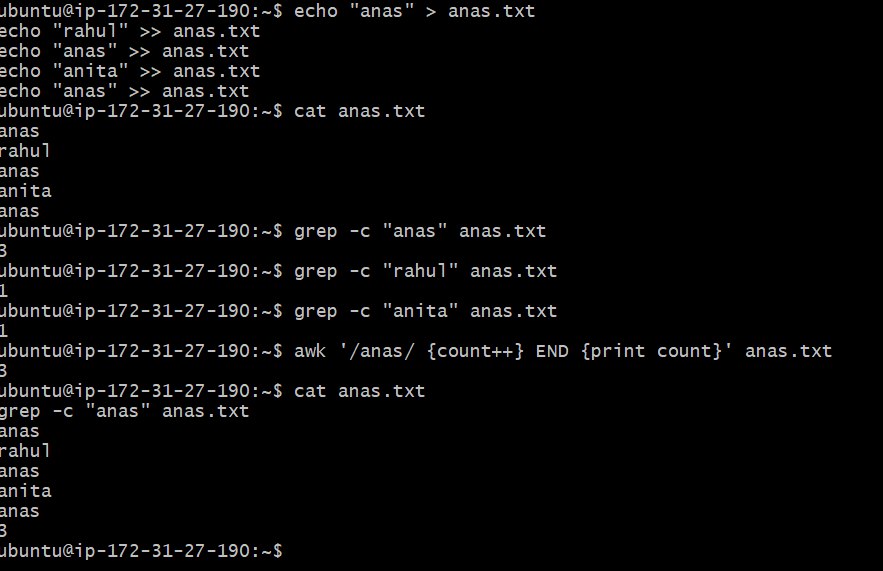 ubuntu@ip-172-31-27-190:~$ echo "anas" > anas.txt
echo "rahul" >> anas.txt
echo "anas" >> anas.txt
echo "anita" >> anas.txt
echo "anas" >> anas.txt
ubuntu@ip-172-31-27-190:~$ cat anas.txt
anas
rahul
anas
anita
anas
ubuntu@ip-172-31-27-190:~$ grep -c "anas" anas.txt
3
ubuntu@ip-172-31-27-190:~$ grep -c "rahul" anas.txt
1
ubuntu@ip-172-31-27-190:~$ grep -c "anita" anas.txt
1
ubuntu@ip-172-31-27-190:~$ awk '/anas/ {count++} END {print count}' anas.txt
3
ubuntu@ip-172-31-27-190:~$ cat anas.txt
grep -c "anas" anas.txt
anas
rahul
anas
anita
anas
3
ubuntu@ip-172-31-27-190:~$